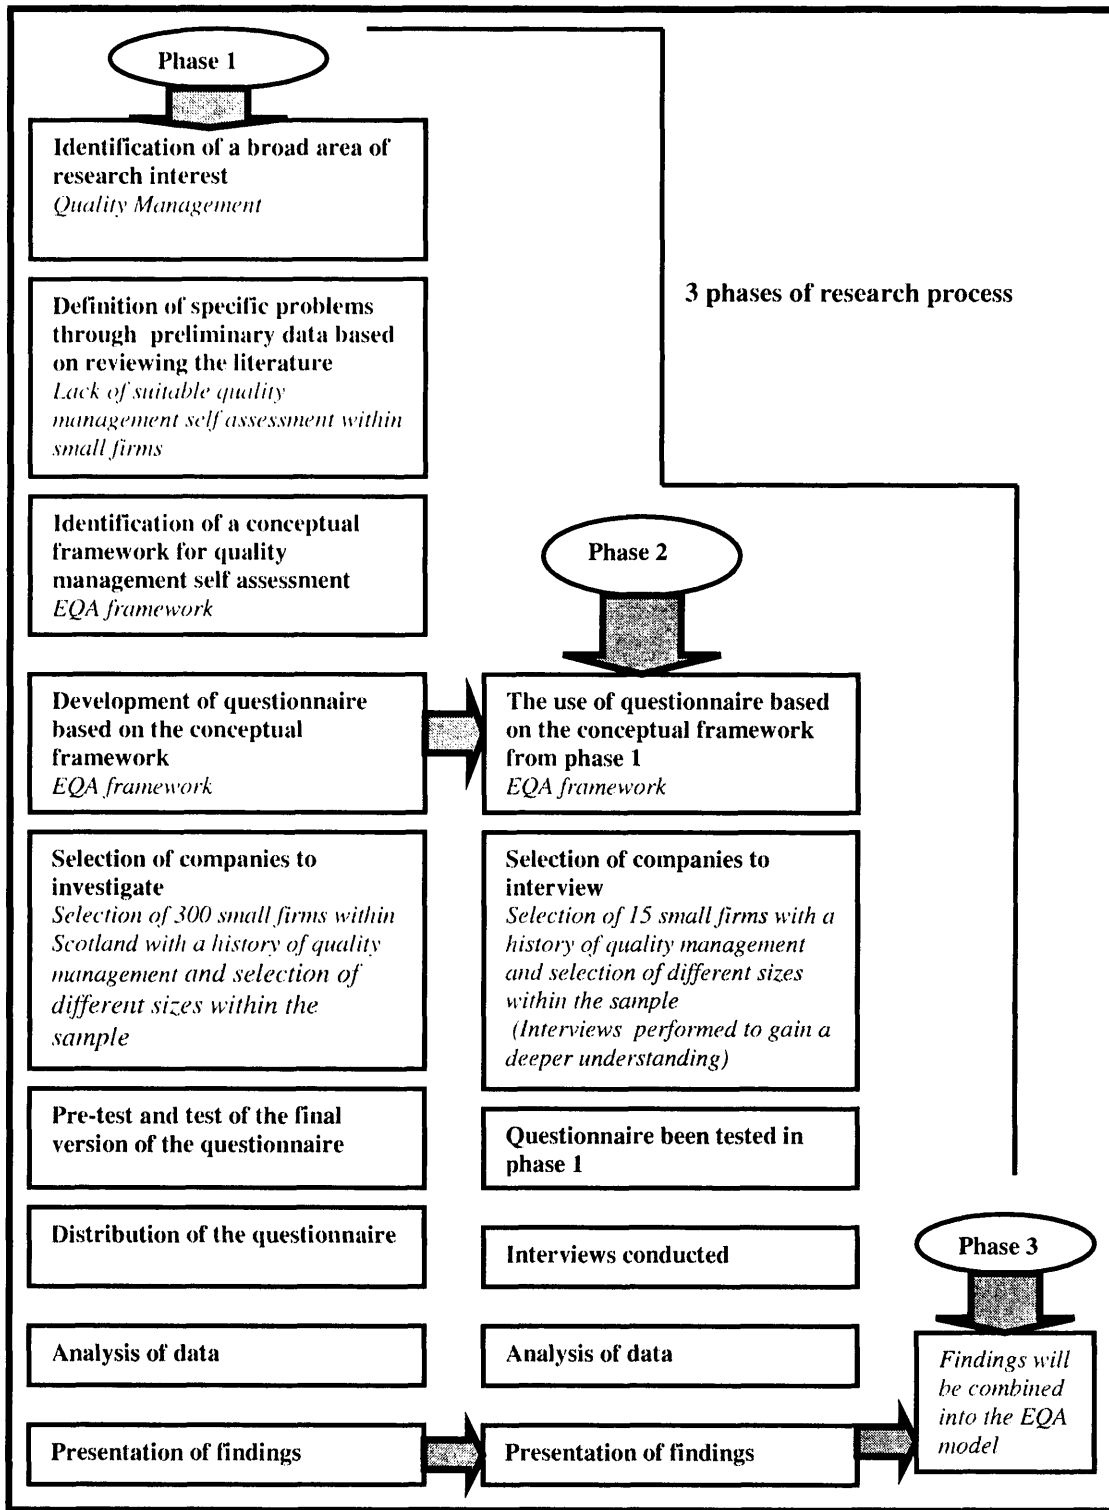 Phase 1
Identification of a broad area of
research interest
Quality Management
Definition of specific problems
through preliminary data based
on reviewing the literature
Lack of suitable quality
management self assessment within
small firms
3 phases of research process
Identification of a conceptual
framework for quality
management self assessment
EQA framework
Phase 2
Development of questionnaire
based on the conceptual
framework
EQA framework
The use of questionnaire based
on the conceptual framework
from phase 1
EQA framework
Selection of companies to
investigate
Selection of 300 small firms within
Scotland with a history of quality
management and selection of
different sizes within the
sample
Selection of companies to
interview
Selection of 15 small firms with a
history of quality management
and selection of different sizes
within the sample
(Interviews performed to gain a
deeper understanding)
Pre-test and test of the final
version of the questionnaire
Questionnaire been tested in
phase 1
Distribution of the questionnaire
Interviews conducted
Phase 3
Analysis of data
Analysis of data
Findings will
be combined
into the EQA
model
Presentation of findings
Presentation of findings